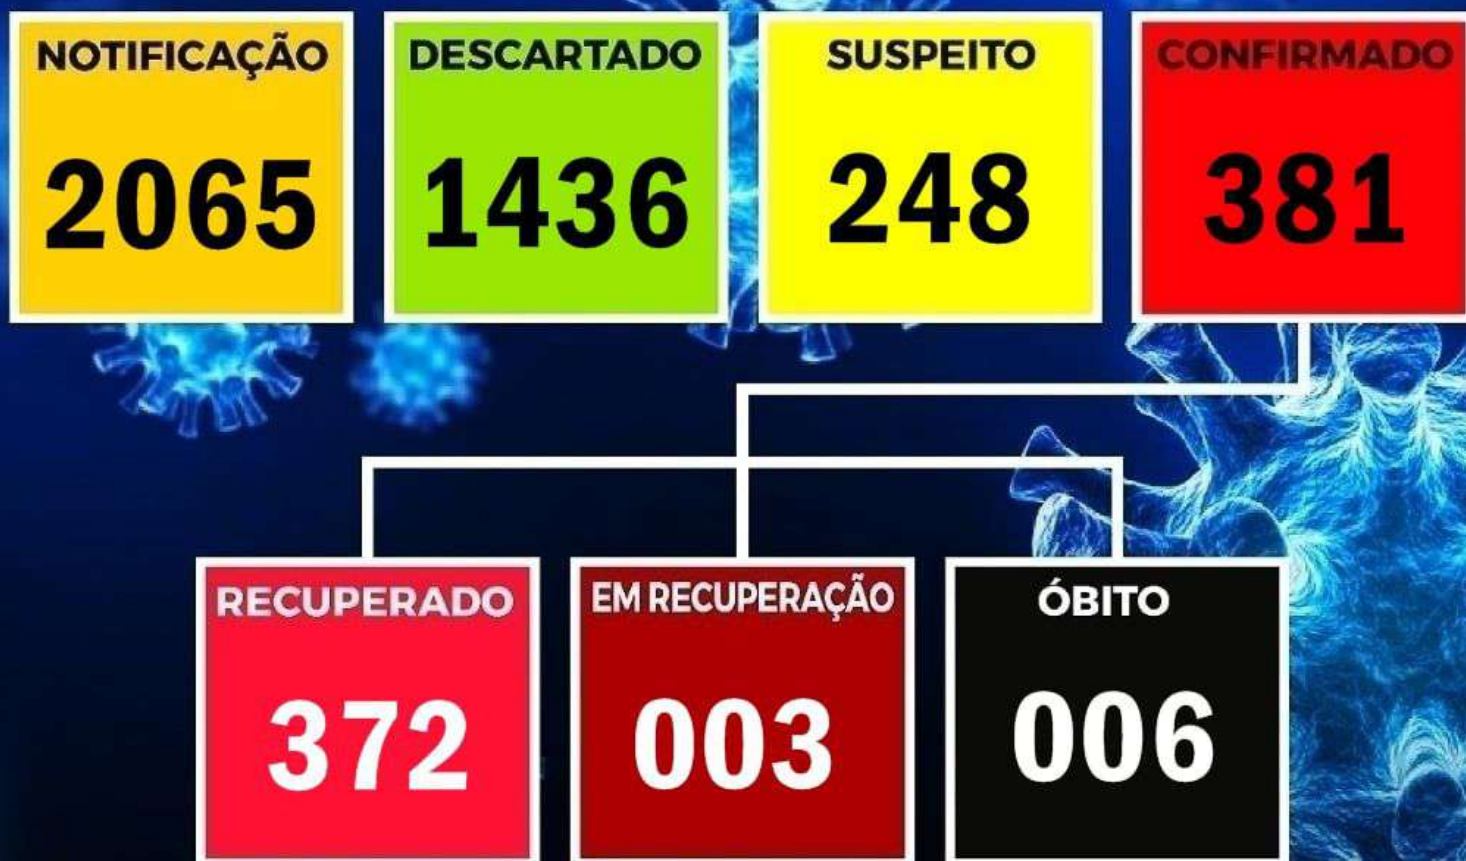 NOTIFICAÇÃO
2065
DESCARTADO
1436
SUSPEITO
248
CONFIRMADO
381
RECUPERADO
372
EM RECUPERAÇÃO
003
ÓBITO
006